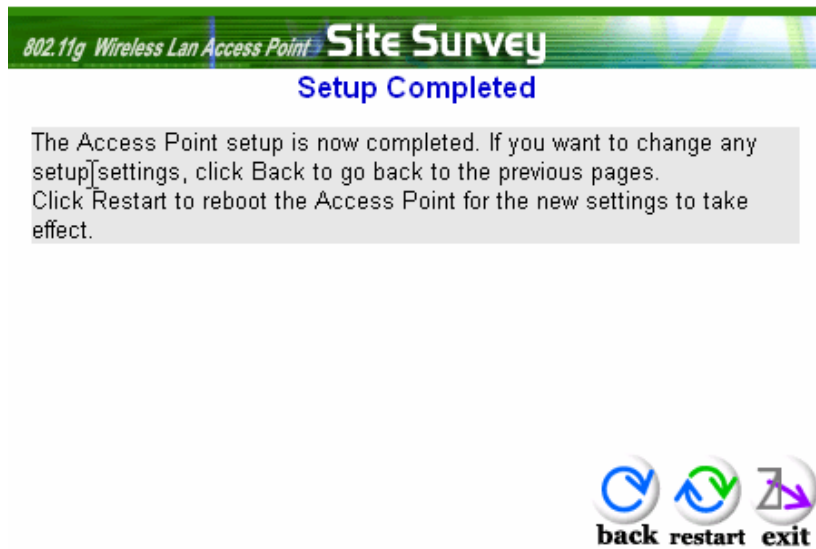 802.11g Wireless Lan Access Point Site Survey
Setup Completed
The Access Point setup is now completed. If you want to change any
setup settings, click Back to go back to the previous pages.
Click Restart to reboot the Access Point for the new settings to take
effect.
back restart exit